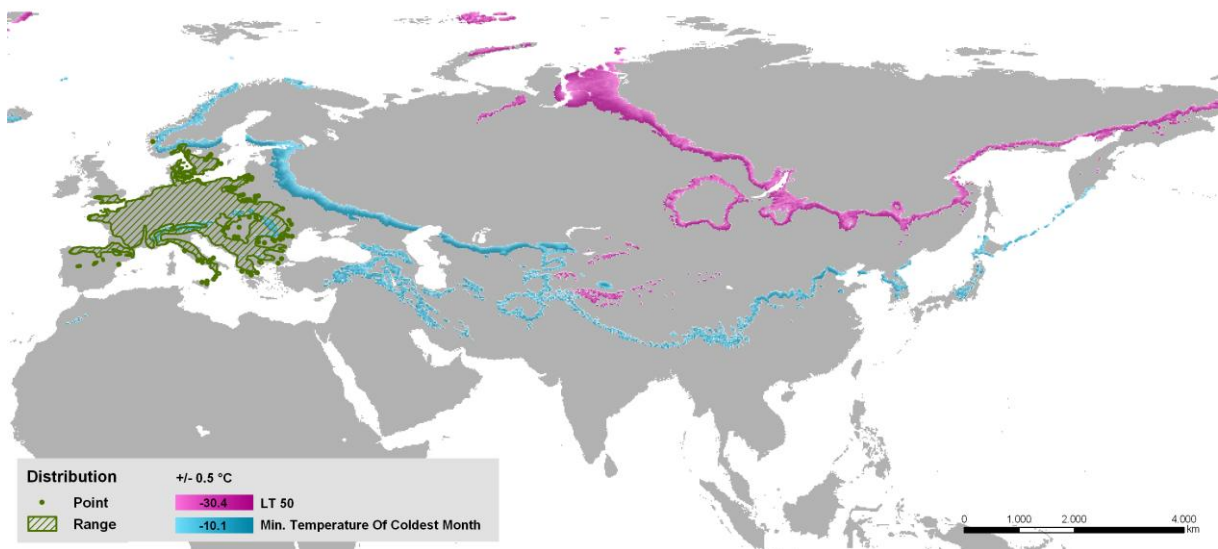 Distribution
+/- 0.5 °C
Point
-30.4
LT 50
Range
-10.1
Min. Temperature Of Coldest Month
0
1.000
2.000
4.000
km